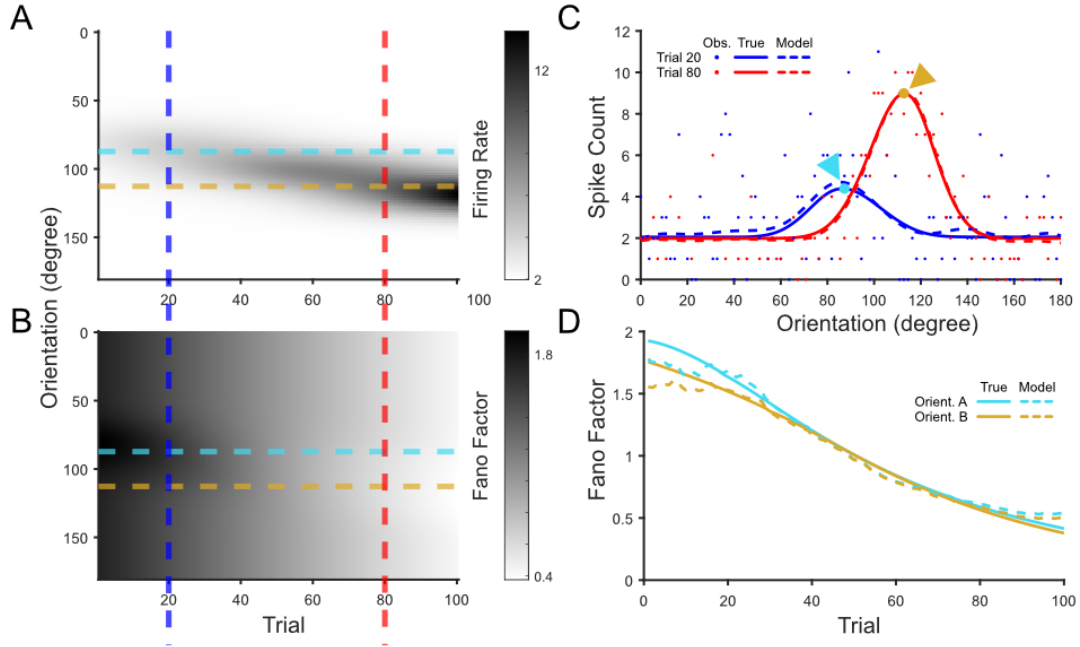 A
0
50
100
150
20
40
60
80
100
12
2
Firing Rate
Orientation (degree)
B
0
50
100
150
20
40
60
80
100
Trial
1.8
0.4
Fano Factor
C
12
10
8
6
4
2
0
Spike Count
Obs. True Model
Trial 20
Trial 80
0 20 40 60 80 100 120 140 160 180
Orientation (degree)
D
2
1.5
1
0.5
0
Fano Factor
True Model
Orient. A
Orient. B
0 20 40 60 80 100
Trial